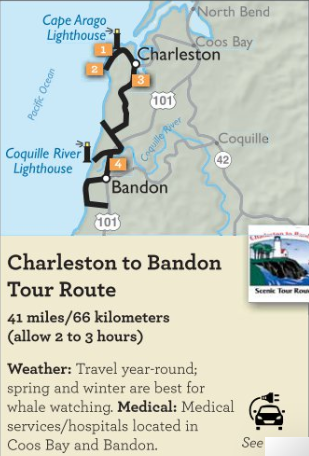 North Bend
Cape Arago
Lighthouse
Coos Bay
1
Charleston
2
3
Pacific Ocean
101
Coquille River
Coquille
Coquille River
Lighthouse
4
42
Bandon
101
Charleston to Bandon
Tour Route
Scenic Tour Route
41 miles/66 kilometers
(allow 2 to 3 hours)
Weather: Travel year-round;
spring and winter are best for
whale watching. Medical: Medical
services/hospitals located in
Coos Bay and Bandon.
See